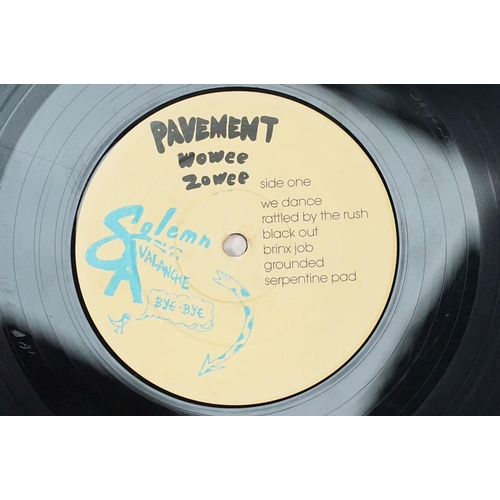 PAVEMENT
wowee
zowee
side one
we dance
rattled by the rush
black out
brinx job
grounded
serpentine pad
Solemn
AVALANCHE
BYE-BYE